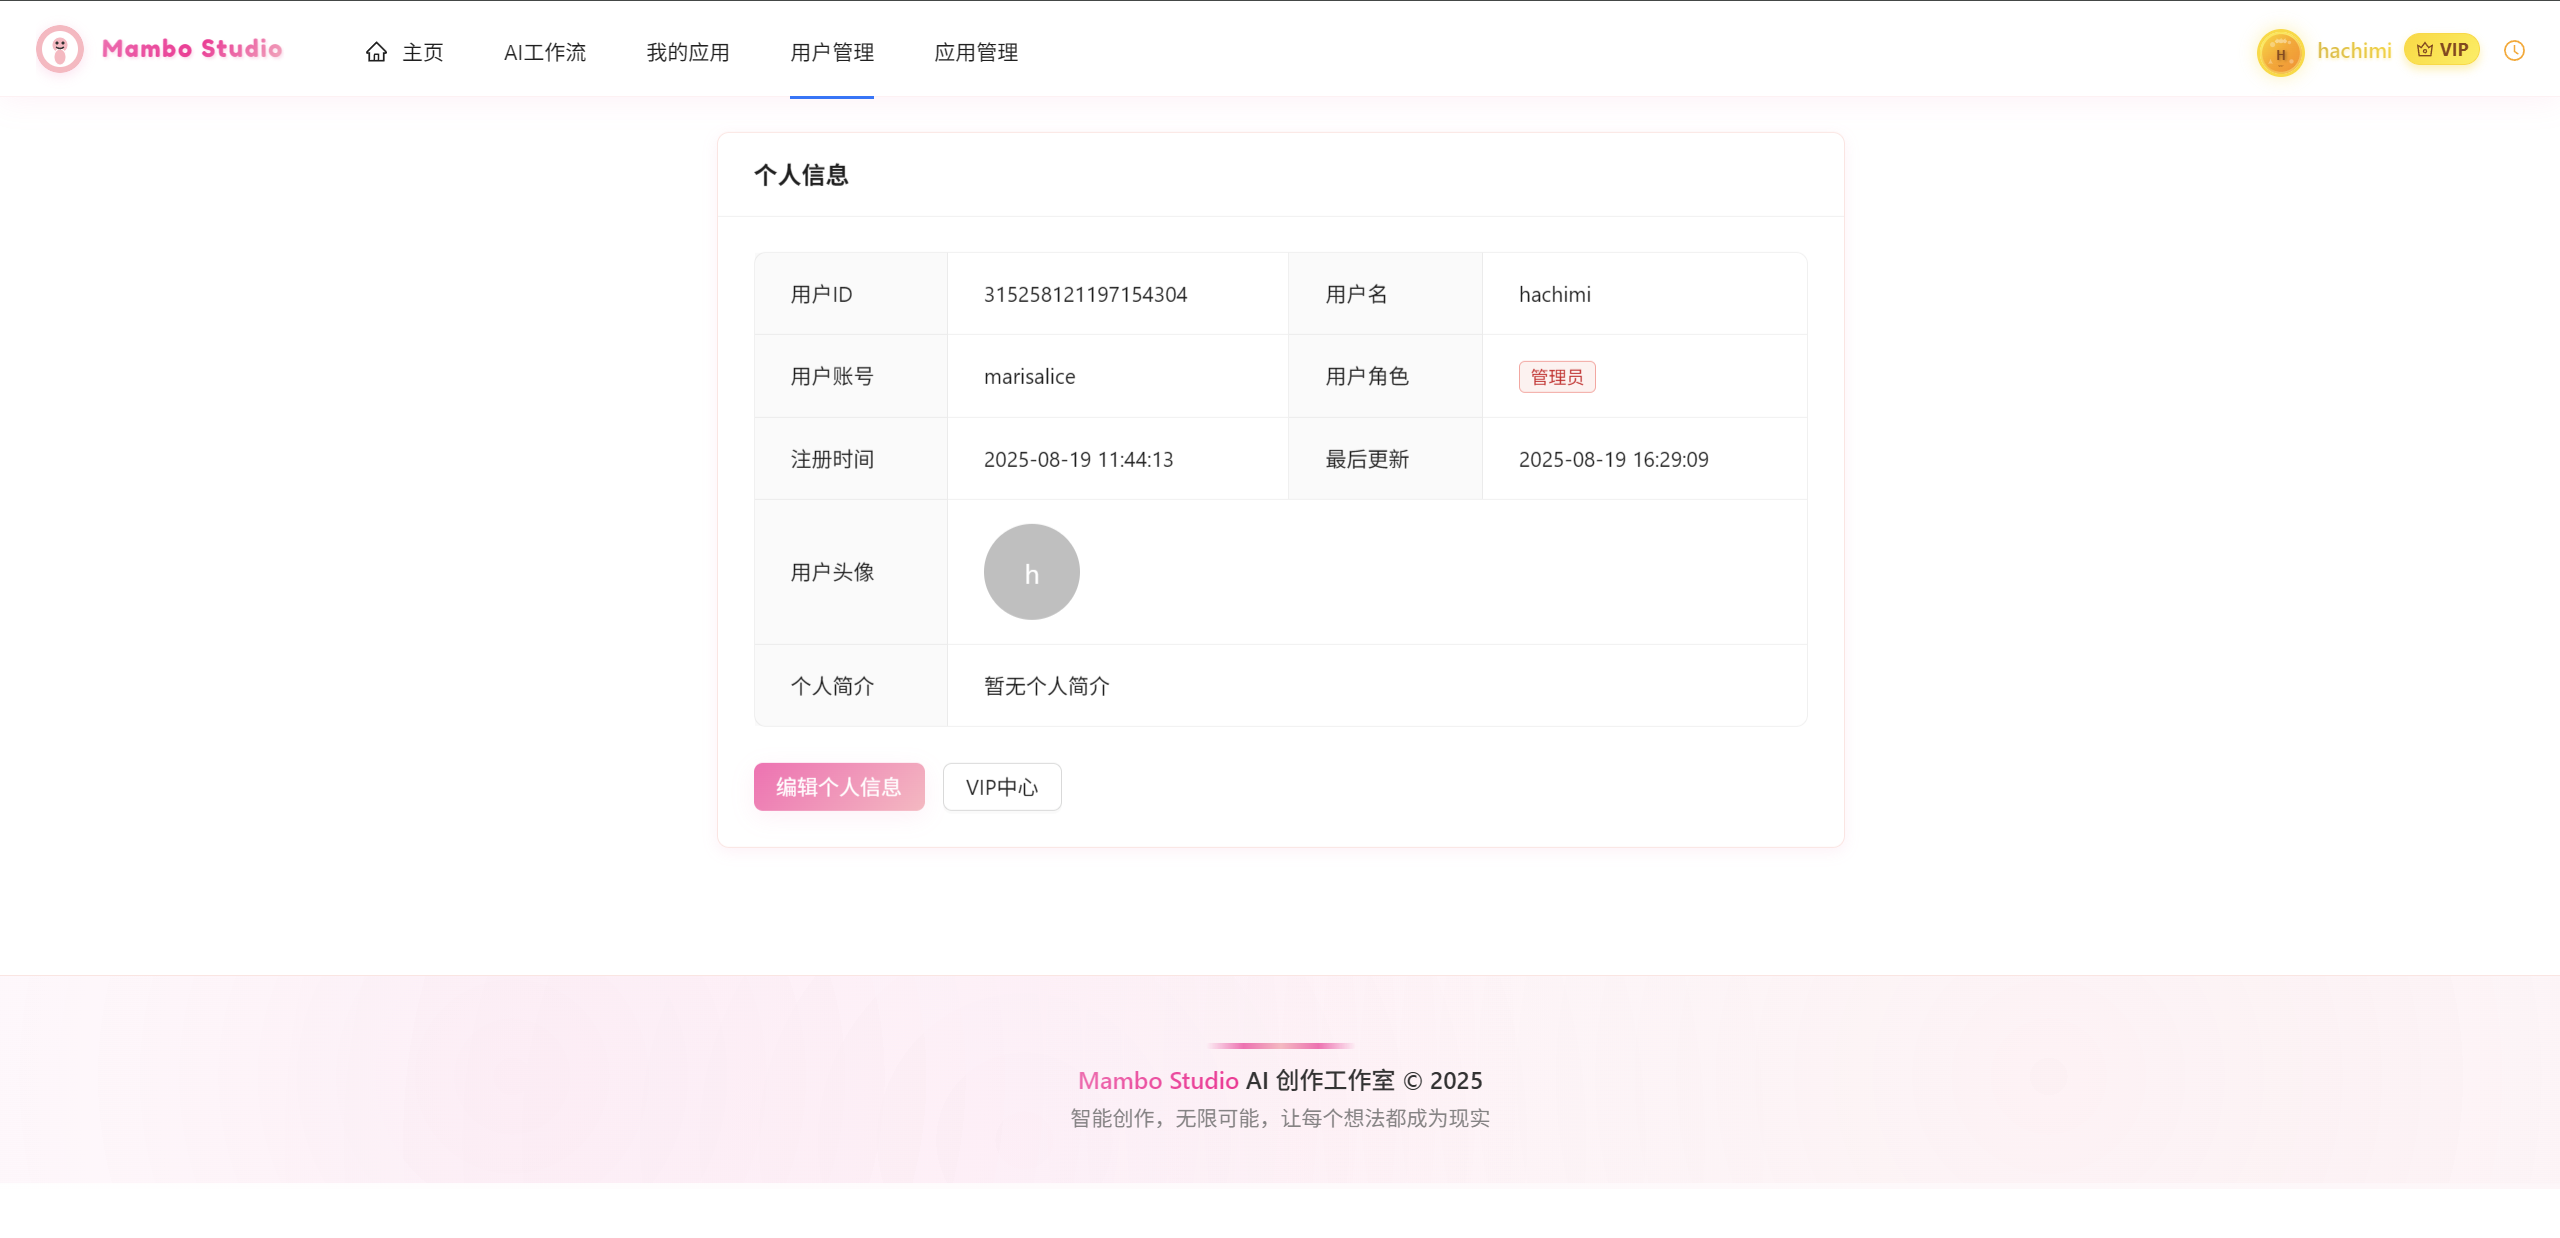 Mambo Studio
主页
AI工作流
我的应用
用户管理
应用管理
H
hachimi
VIP
个人信息
用户ID
315258121197154304
用户名
hachimi
用户账号
marisalice
用户角色
管理员
注册时间
2025-08-19 11:44:13
最后更新
2025-08-19 16:29:09
用户头像
h
个人简介
暂无个人简介
编辑个人信息
VIP中心
Mambo Studio AI 创作工作室 © 2025
智能创作，无限可能，让每个想法都成为现实